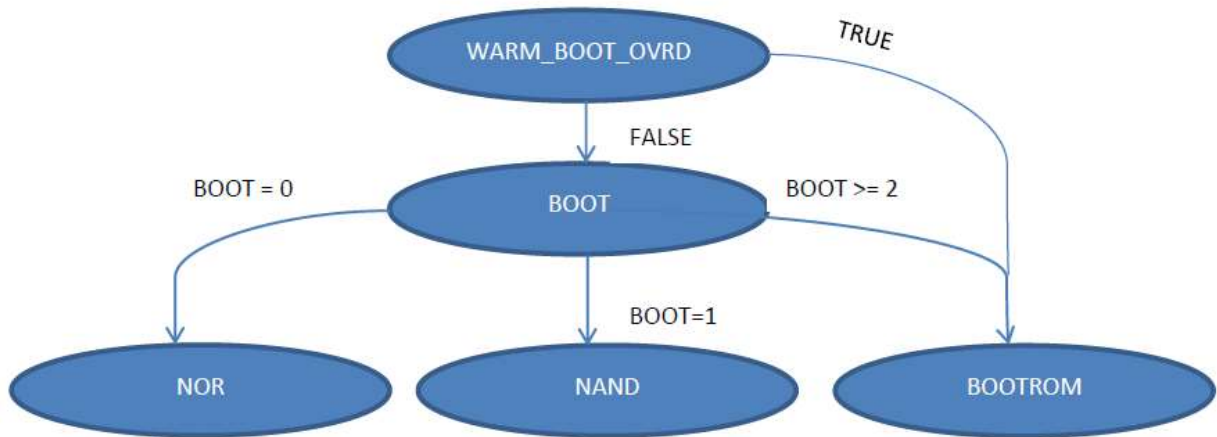 WARM_BOOT_OVRD
TRUE
FALSE
BOOT = 0
BOOT
BOOT >= 2
BOOT=1
NOR
NAND
BOOTROM